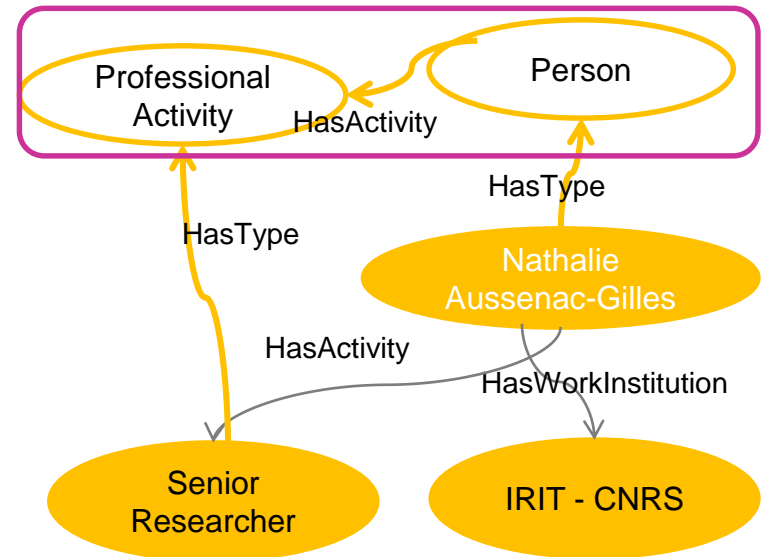 Professional
Activity
Person
HasActivity
HasType
HasType
Nathalie
Aussenac-Gilles
HasActivity
HasWorkInstitution
Senior
Researcher
IRIT - CNRS